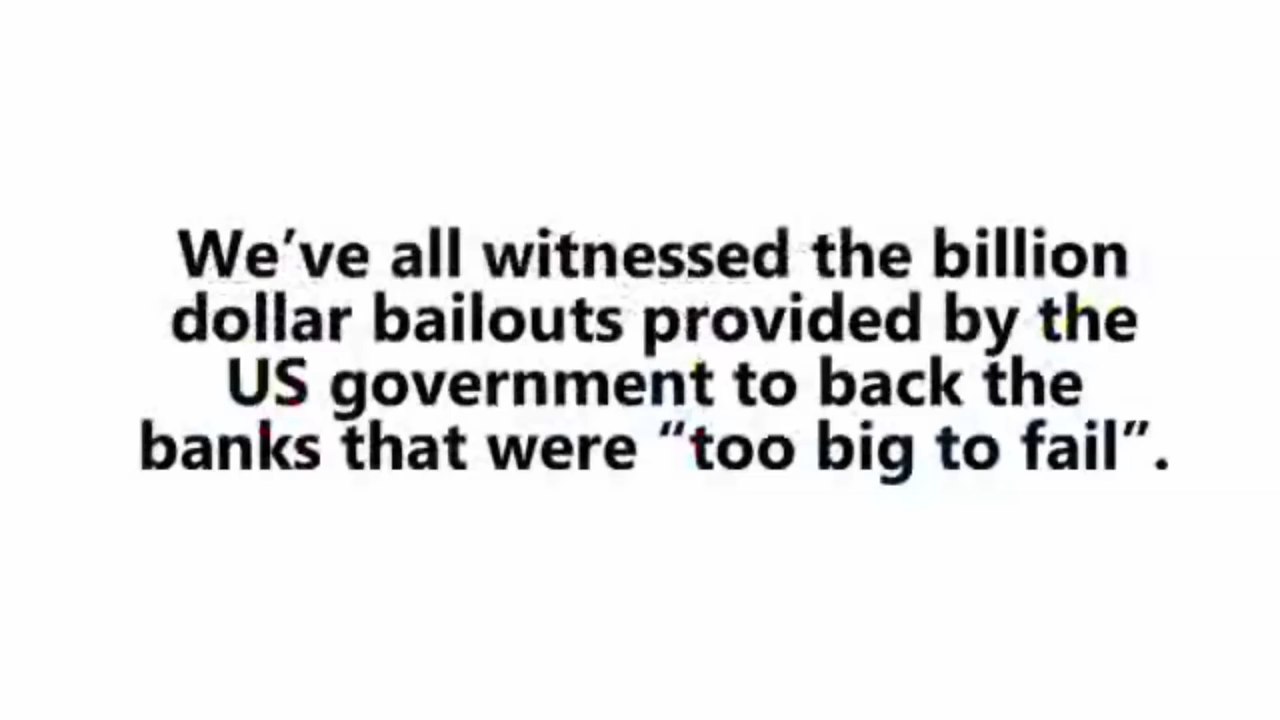 We’ve all witnessed the billion
dollar bailouts provided by the
US government to back the
banks that were “too big to fail”.